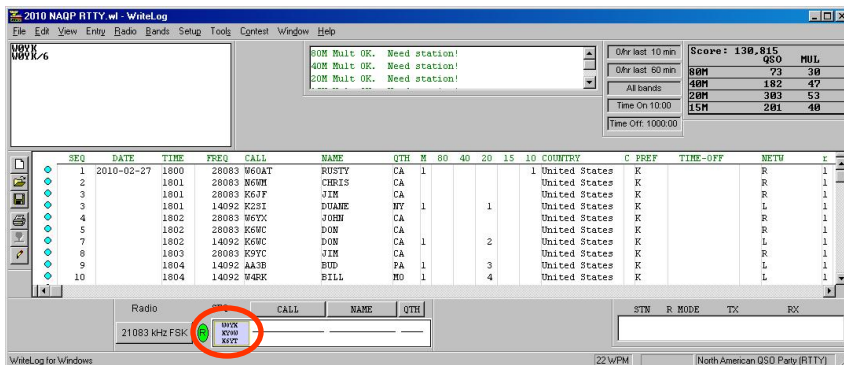 2010 NAQP RTTY.wl - WriteLog
File Edit View Entry Radio Bands Setup Tools Contest Window Help
W0YK
W0YK/6
80M Mult OK. Need station!
40M Mult OK. Need station!
20M Mult OK. Need station!
0/hr last 10 min
0/hr last 60 min
All bands
Time On 10:00
Time Off: 1000:00
Score: 130,815
QSO MUL
80M 73 30
40M 182 47
20M 303 53
15M 201 40
SEQ DATE TIME FREQ CALL NAME QTH M 80 40 20 15 10 COUNTRY C PREF TIME-OFF NETW r
1 2010-02-27 1800 28083 W6OAT RUSTY CA 1 1 United States K R 1
2 1801 28083 N6WM CHRIS CA United States K R 1
3 1801 28083 K6JF JIM CA United States K R 1
3 1801 14092 K2SI DUANE NY 1 1 United States K L 1
4 1802 28083 W6YX JOHN CA United States K R 1
5 1802 28083 K6WC DON CA United States K R 1
7 1802 14092 K6WC DON CA 1 2 United States K L 1
8 1803 28083 K9YC JIM CA United States K R 1
9 1804 14092 AA3B BUD PA 1 3 United States K L 1
10 1804 14092 W4RK BILL MO 1 4 United States K L 1
Radio CALL NAME QTH
21083 kHz FSK R
W0YK
KY0W
K6YT
STN R MODE TX RX
WriteLog for Windows 22 WPM North American QSO Party (RTTY)